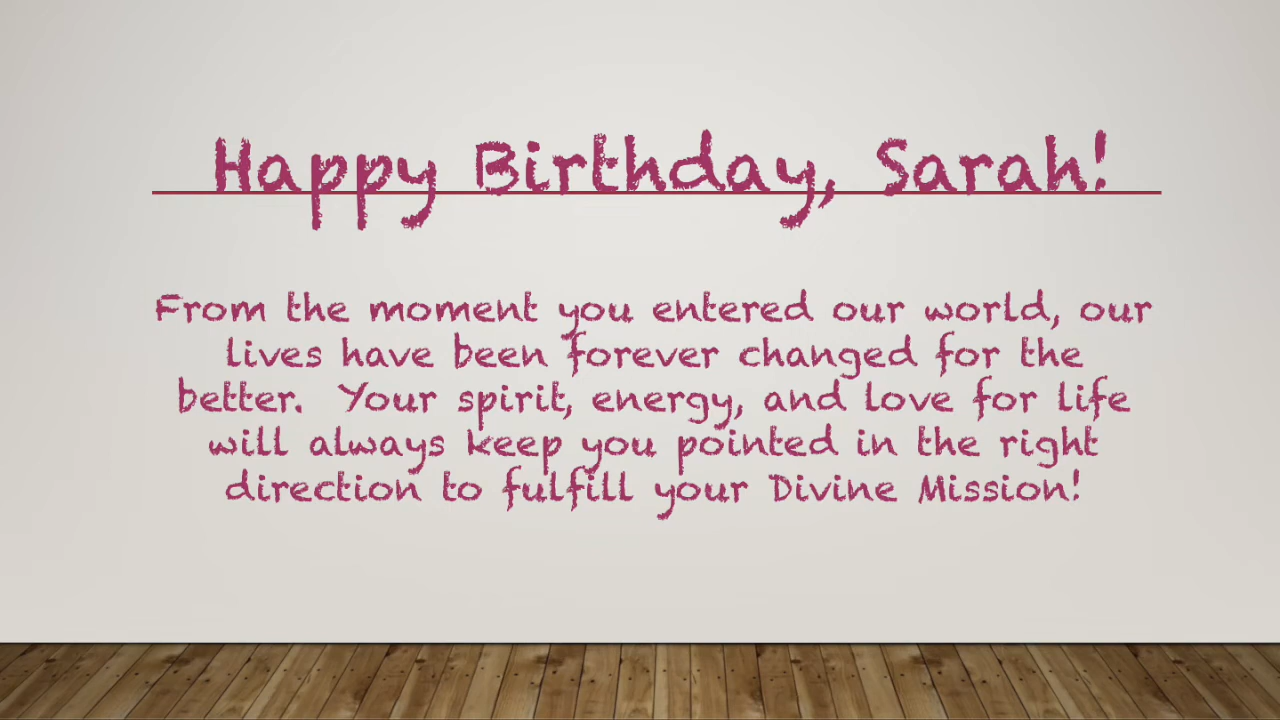 Happy Birthday, Sarah!
From the moment you entered our world, our
lives have been forever changed for the
better.  Your spirit, energy, and love for life
will always keep you pointed in the right
direction to fulfill your Divine Mission!